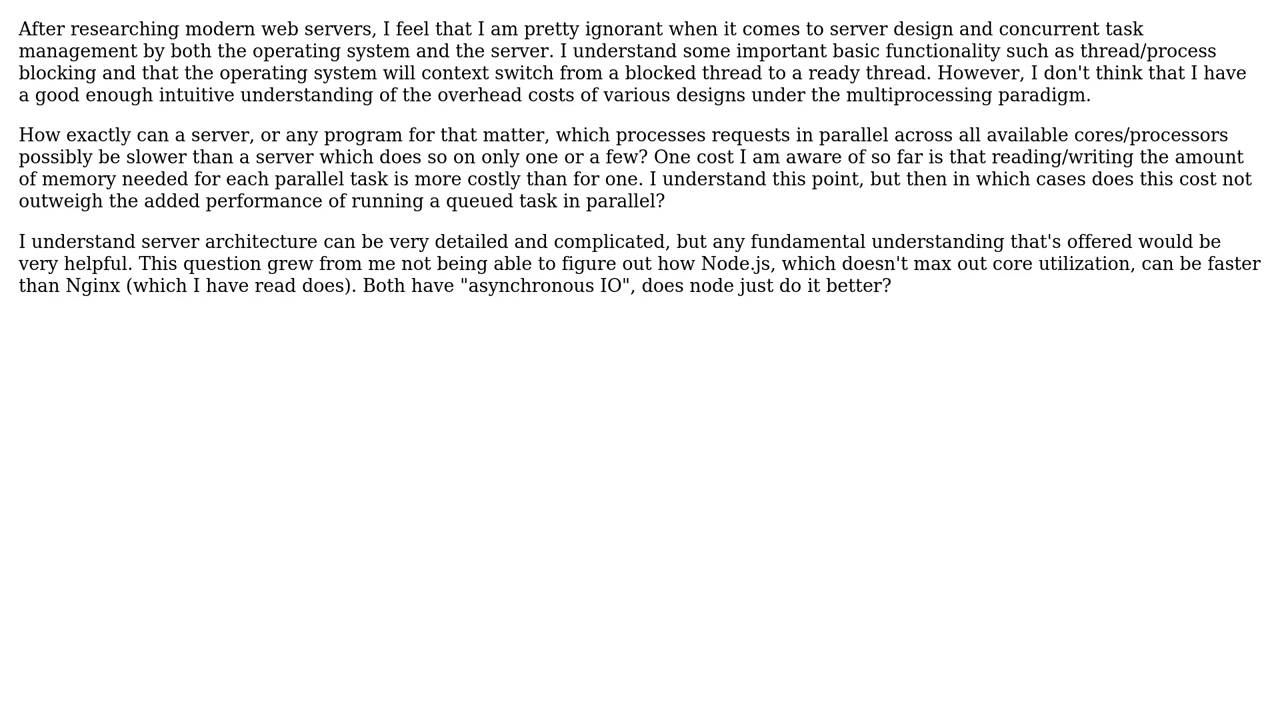 After researching modern web servers, I feel that I am pretty ignorant when it comes to server design and concurrent task
management by both the operating system and the server. I understand some important basic functionality such as thread/process
blocking and that the operating system will context switch from a blocked thread to a ready thread. However, I don't think that I have
a good enough intuitive understanding of the overhead costs of various designs under the multiprocessing paradigm.
How exactly can a server, or any program for that matter, which processes requests in parallel across all available cores/processors
possibly be slower than a server which does so on only one or a few? One cost I am aware of so far is that reading/writing the amount
of memory needed for each parallel task is more costly than for one. I understand this point, but then in which cases does this cost not
outweigh the added performance of running a queued task in parallel?
I understand server architecture can be very detailed and complicated, but any fundamental understanding that's offered would be
very helpful. This question grew from me not being able to figure out how Node.js, which doesn't max out core utilization, can be faster
than Nginx (which I have read does). Both have "asynchronous IO", does node just do it better?